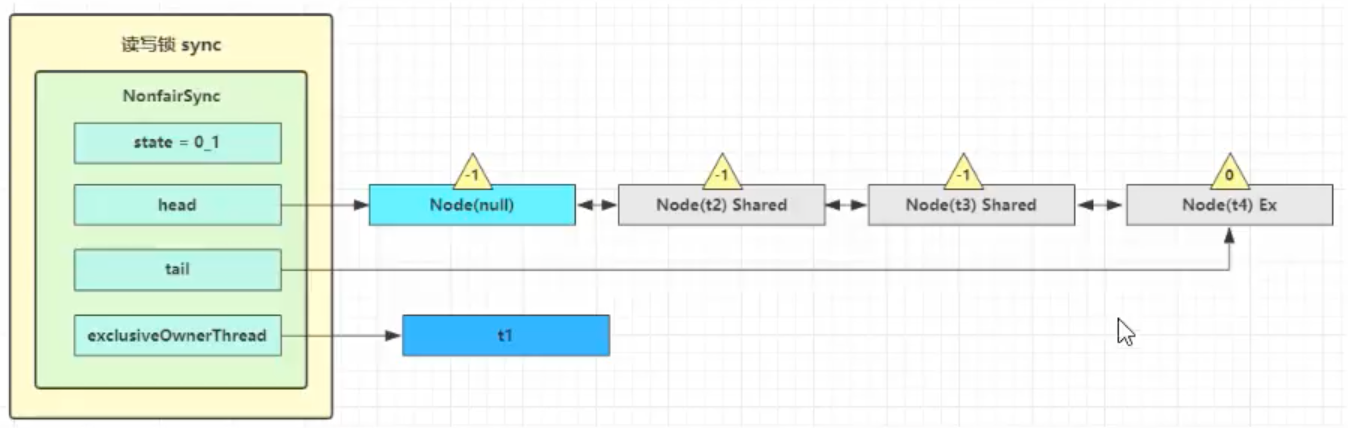 读写锁 sync
NonfairSync
state = 0_1
head
tail
exclusiveOwnerThread
-1
Node(null)
-1
Node(t2) Shared
-1
Node(t3) Shared
0
Node(t4) Ex
t1